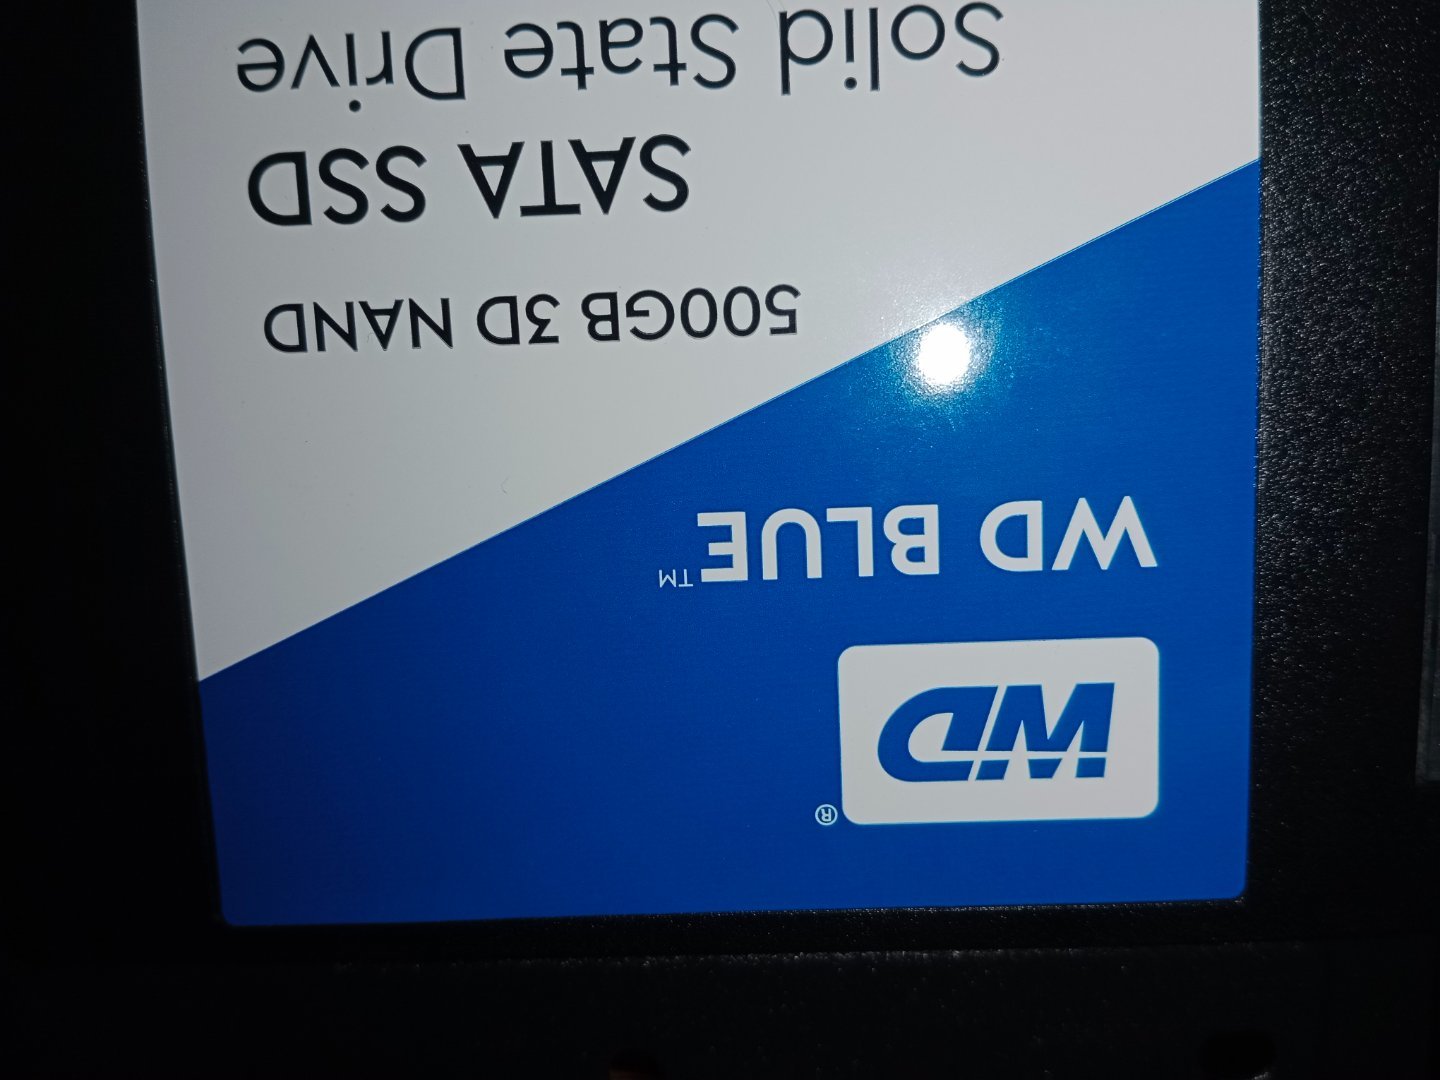 WD®
WD BLUE™
500GB 3D NAND
SATA SSD
Solid State Drive